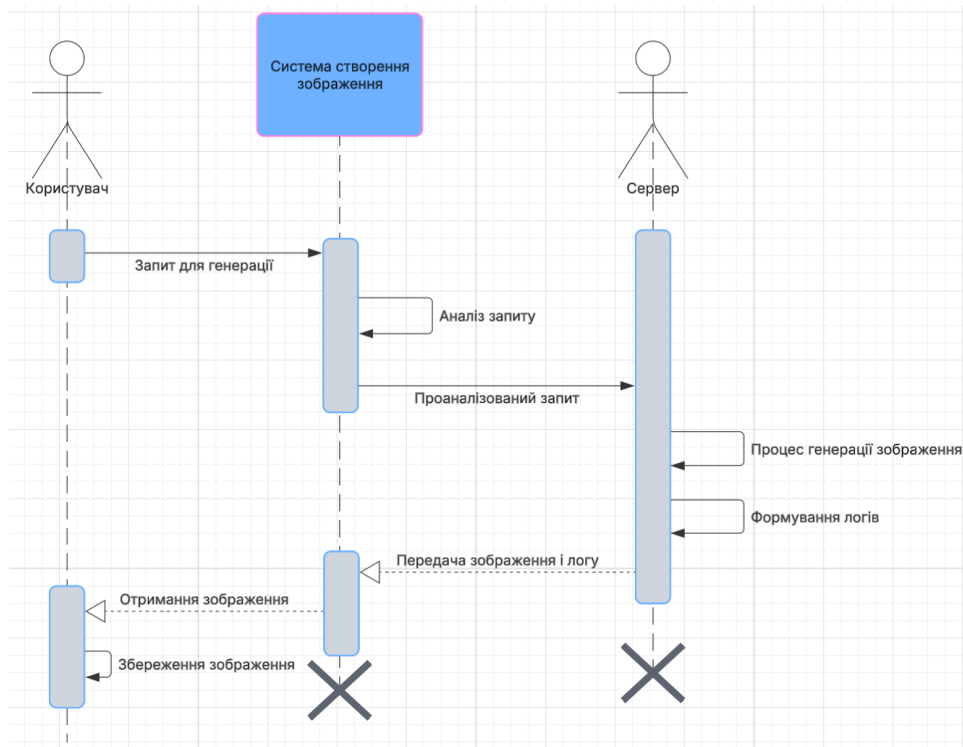 Система створення
зображення
Користувач
Сервер
Запит для генерації
Аналіз запиту
Проаналізований запит
Процес генерації зображення
Формування логів
Передача зображення і логу
Отримання зображення
Збереження зображення